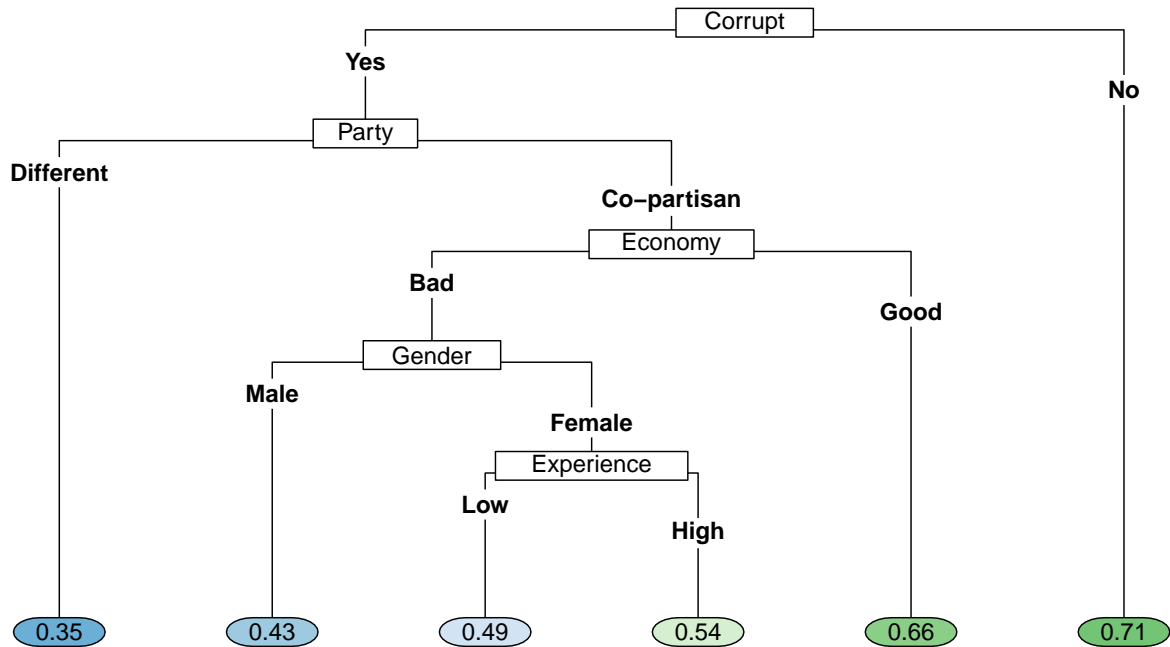 Corrupt
Yes
No
Party
Different
Co−partisan
Economy
Bad
Good
Gender
Male
Female
Experience
Low
High
0.35 0.43 0.49 0.54 0.66 0.71